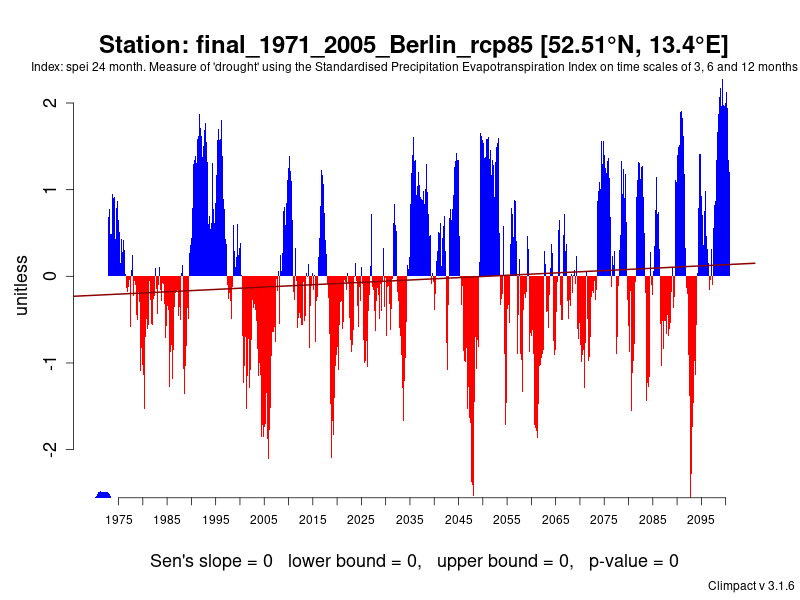 Station: final_1971_2005_Berlin_rcp85 [52.51°N, 13.4°E]
Index: spei 24 month. Measure of 'drought' using the Standardised Precipitation Evapotranspiration Index on time scales of 3, 6 and 12 months
2
1
0
-1
-2
unitless
1975 1985 1995 2005 2015 2025 2035 2045 2055 2065 2075 2085 2095
Sen's slope = 0 lower bound = 0, upper bound = 0, p-value = 0
Climpact v 3.1.6